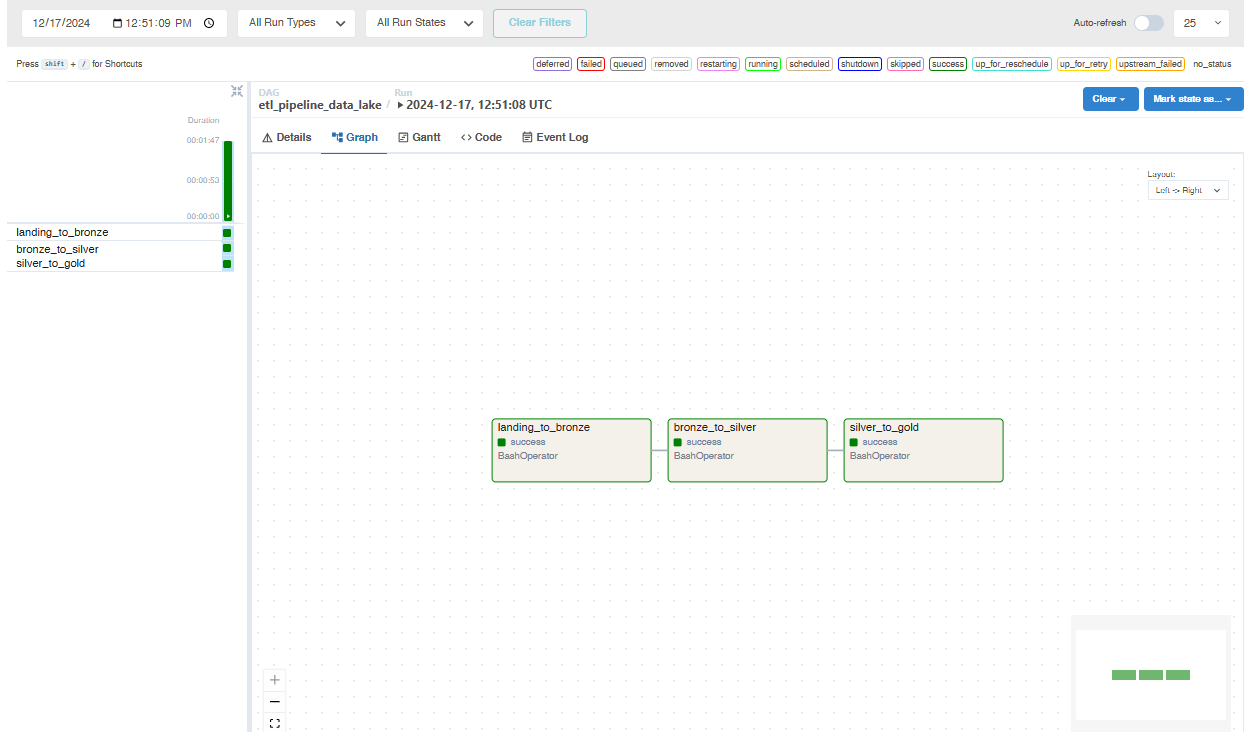 12/17/2024 12:51:09 PM All Run Types All Run States Clear Filters Auto-refresh 25
Press shift + / for Shortcuts deferred failed queued removed restarting running scheduled shutdown skipped success up_for_reschedule up_for_retry upstream_failed no_status
DAG Run
etl_pipeline_data_lake / 2024-12-17, 12:51:08 UTC Clear Mark state as...
Duration
Details Graph Gantt <> Code Event Log
00:01:47
00:00:53
00:00:00
Layout:
Left -> Right
landing_to_bronze
bronze_to_silver
silver_to_gold
landing_to_bronze
success
BashOperator
bronze_to_silver
success
BashOperator
silver_to_gold
success
BashOperator